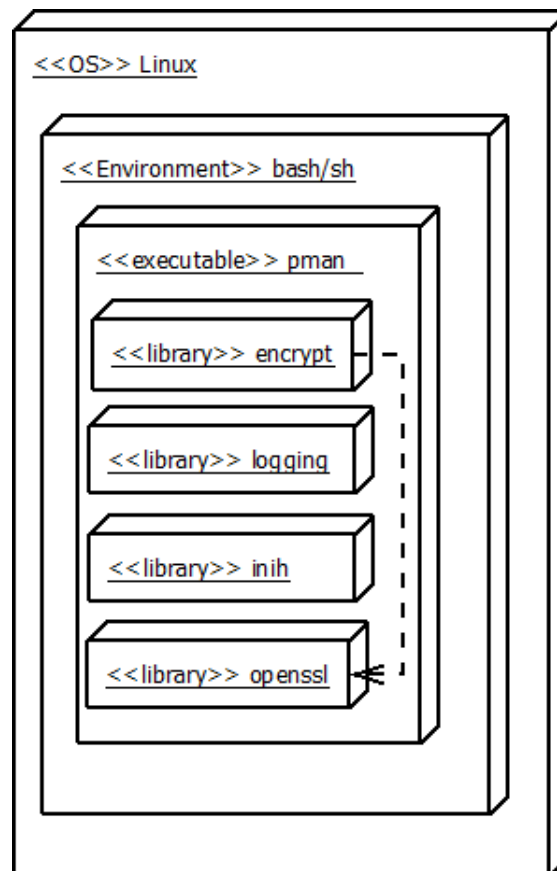 <<OS>> Linux
<<Environment>> bash/sh
<<executable>> pman
<<library>> encrypt
<<library>> logging
<<library>> inih
<<library>> openssl